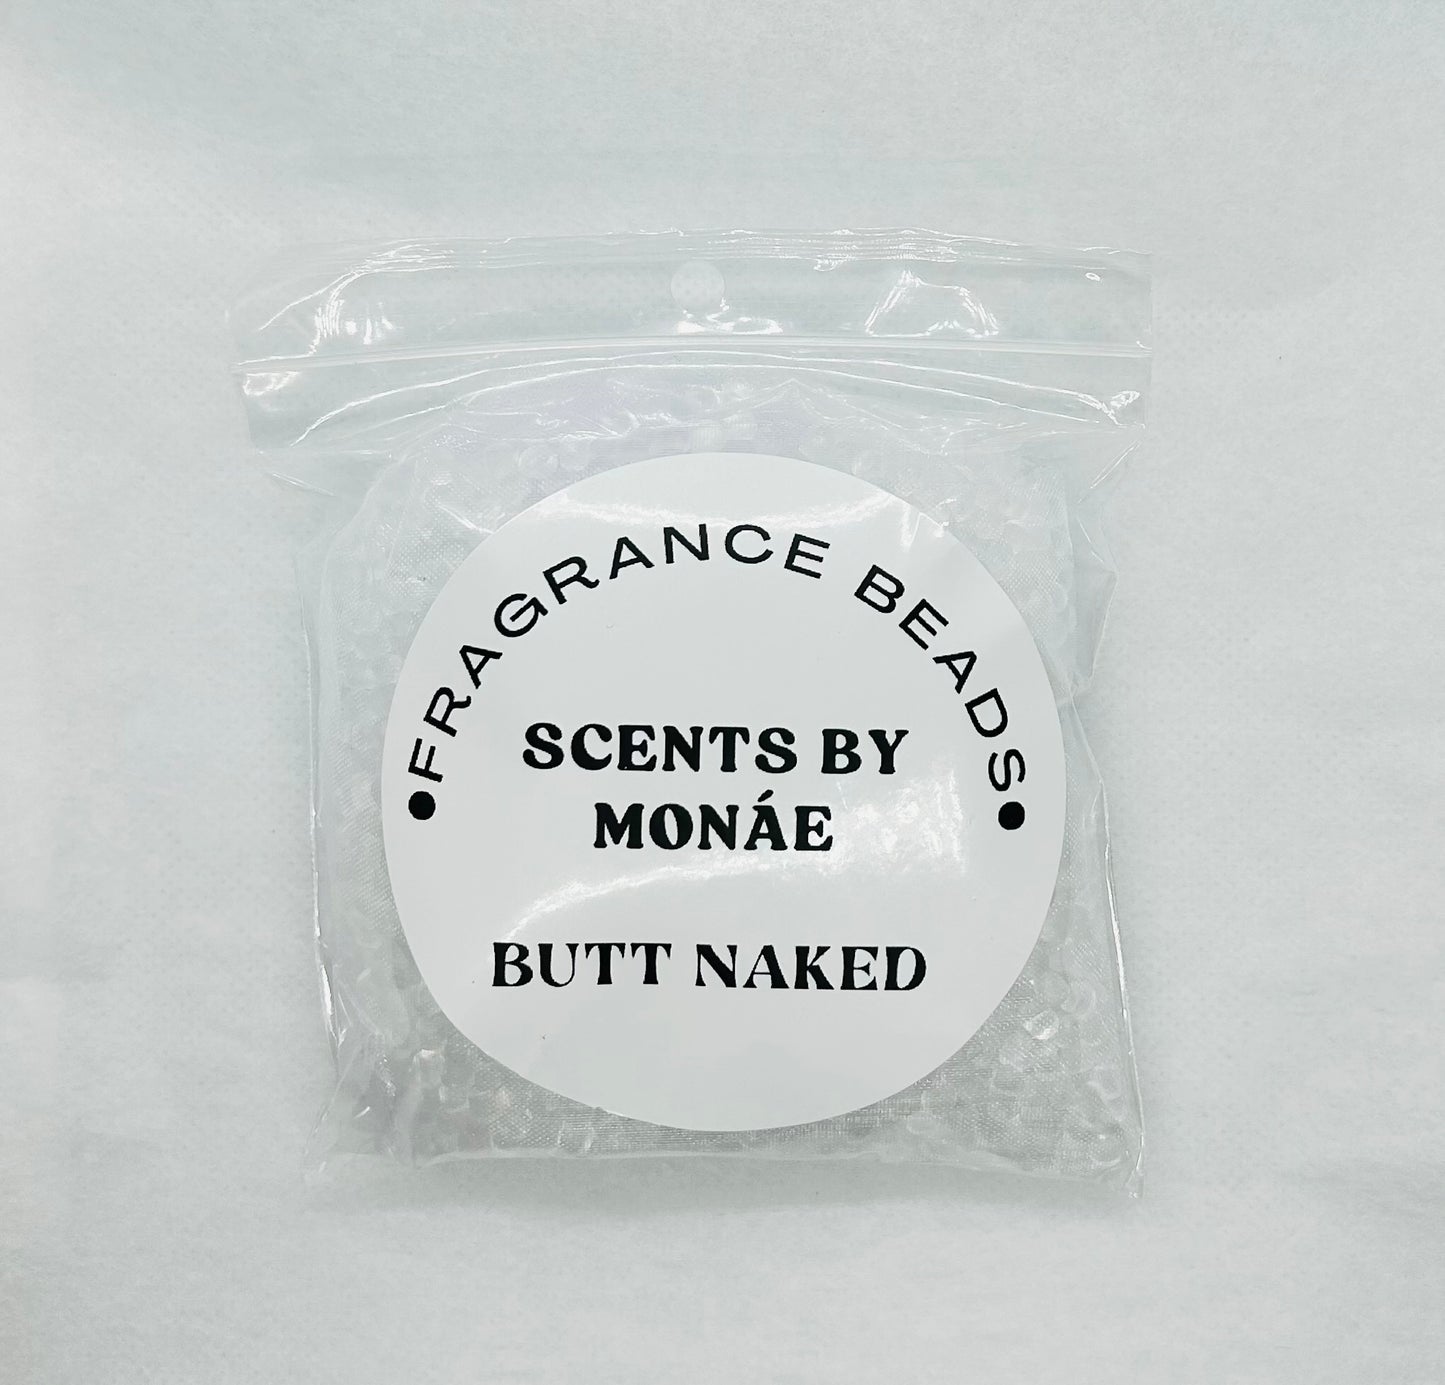 FRAGRANCE BEADS
SCENTS BY
MONÁE
BUTT NAKED